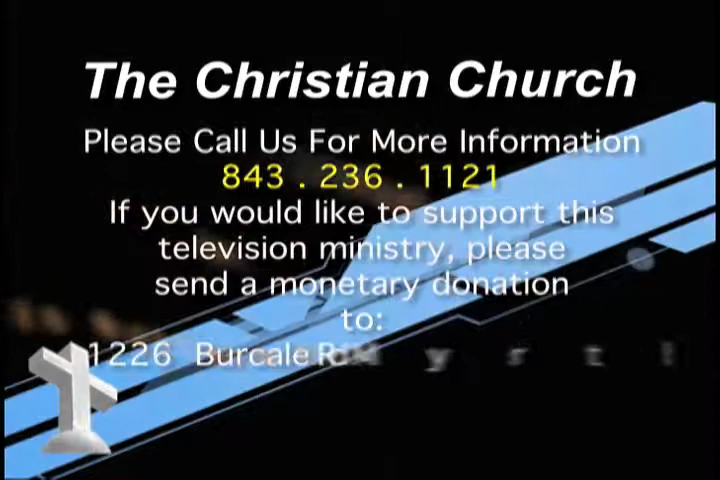 The Christian Church
Please Call Us For More Information
843 . 236 . 1121
If you would like to support this
television ministry, please
send a monetary donation
to:
1226 Burcale